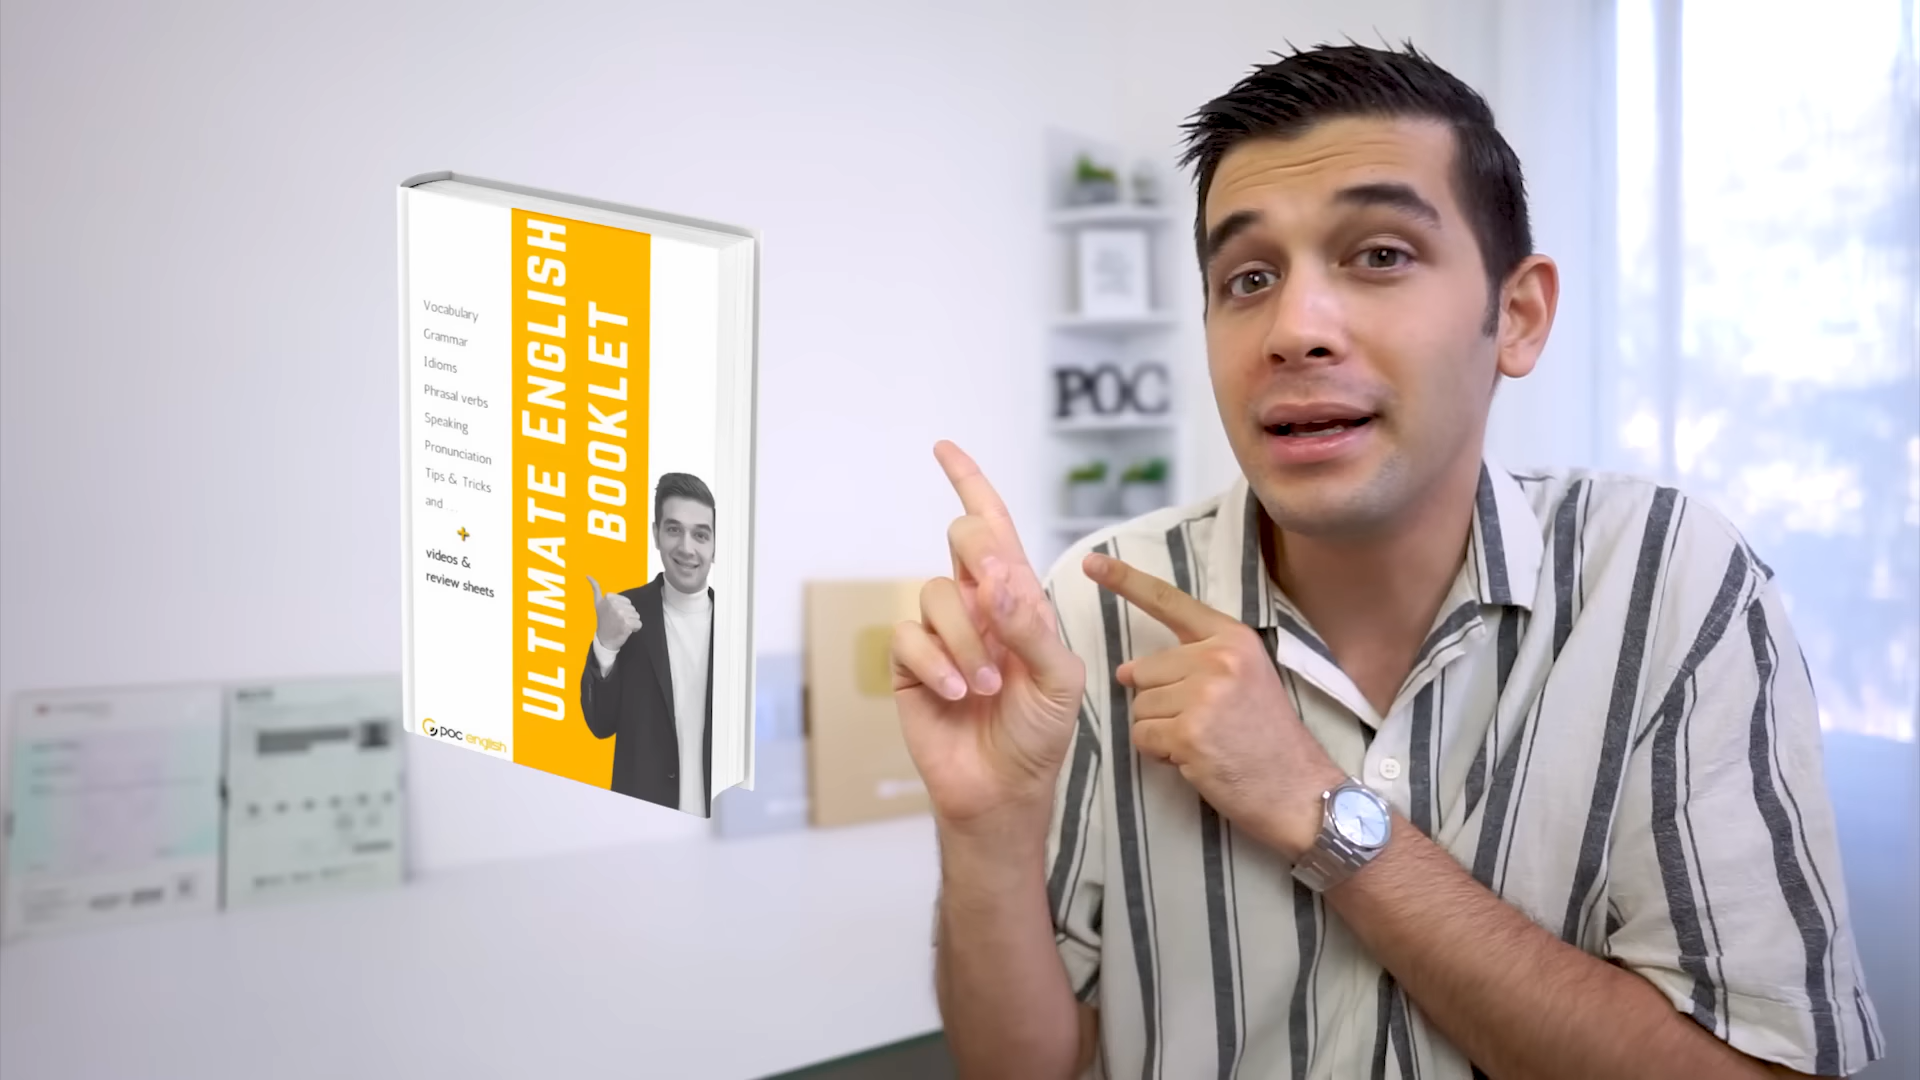 Vocabulary
Grammar
Idioms
Phrasal verbs
Speaking
Pronunciation
Tips & Tricks
and ...
+
videos &
review sheets
poc english
ULTIMATE ENGLISH
BOOKLET
POC